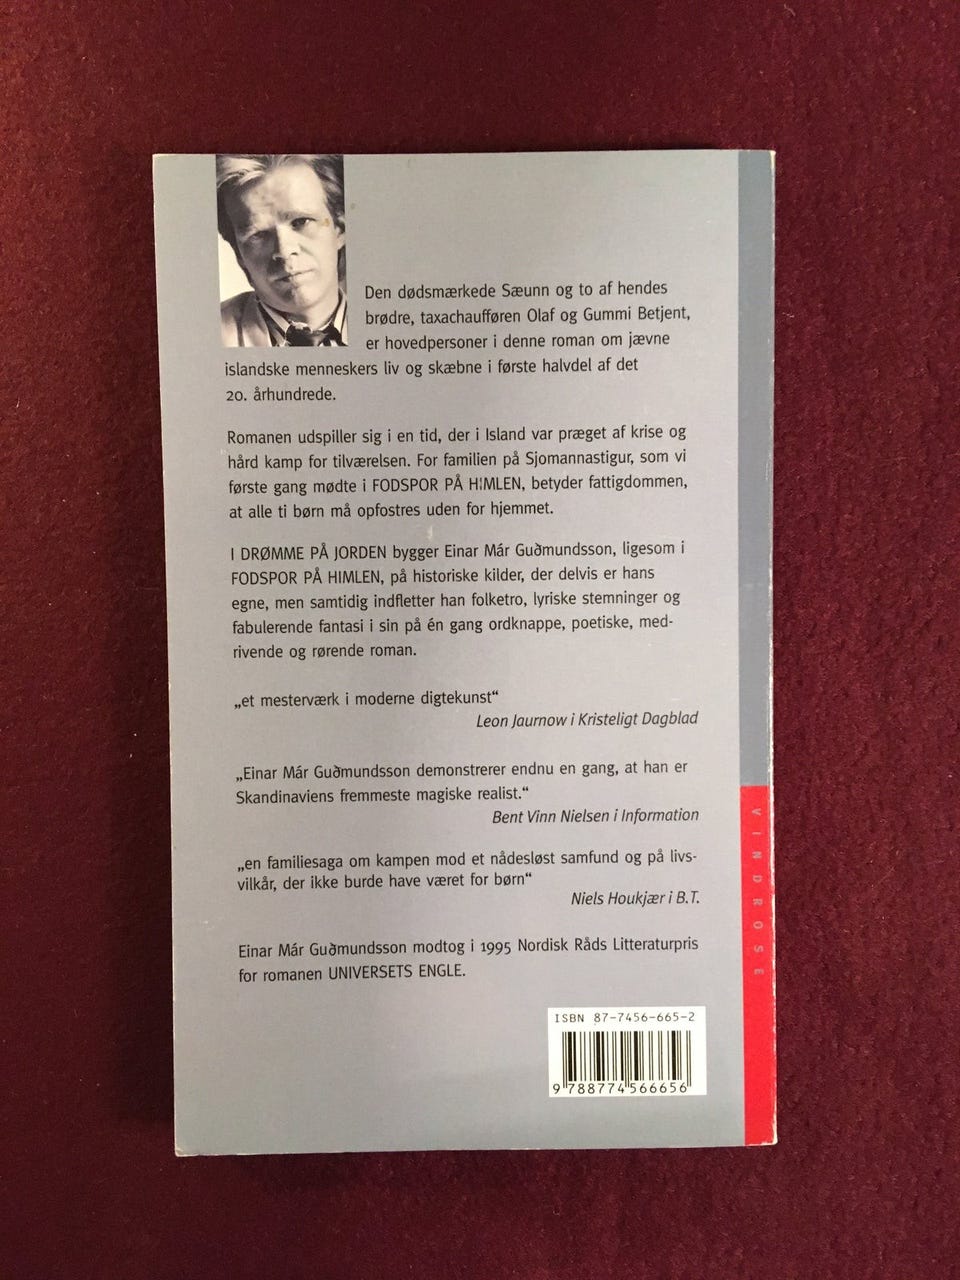 Den dødsmærkede Sæunn og to af hendes
brødre, taxachaufføren Olaf og Gummi Betjent,
er hovedpersoner i denne roman om jævne
islandske menneskers liv og skæbne i første halvdel af det
20. århundrede.
Romanen udspiller sig i en tid, der i Island var præget af krise og
hård kamp for tilværelsen. For familien på Sjomannastigur, som vi
første gang mødte i FODSPOR PÅ HIMLEN, betyder fattigdommen,
at alle ti børn må opfostres uden for hjemmet.
I DRØMME PÅ JORDEN bygger Einar Már Guðmundsson, ligesom i
FODSPOR PÅ HIMLEN, på historiske kilder, der delvis er hans
egne, men samtidig indfletter han folketro, lyriske stemninger og
fabulerende fantasi i sin på én gang ordknappe, poetiske, med-
rivende og rørende roman.
„et mesterværk i moderne digtekunst“
Leon Jaurnow i Kristeligt Dagblad
„Einar Már Guðmundsson demonstrerer endnu en gang, at han er
Skandinaviens fremmeste magiske realist.“
Bent Vinn Nielsen i Information
„en familiesaga om kampen mod et nådesløst samfund og på livs-
vilkår, der ikke burde have været for børn“
Niels Houkjær i B.T.
Einar Már Guðmundsson modtog i 1995 Nordisk Råds Litteraturpris
for romanen UNIVERSETS ENGLE.
VINDROSE
ISBN 87-7456-665-2
9 788774 566656